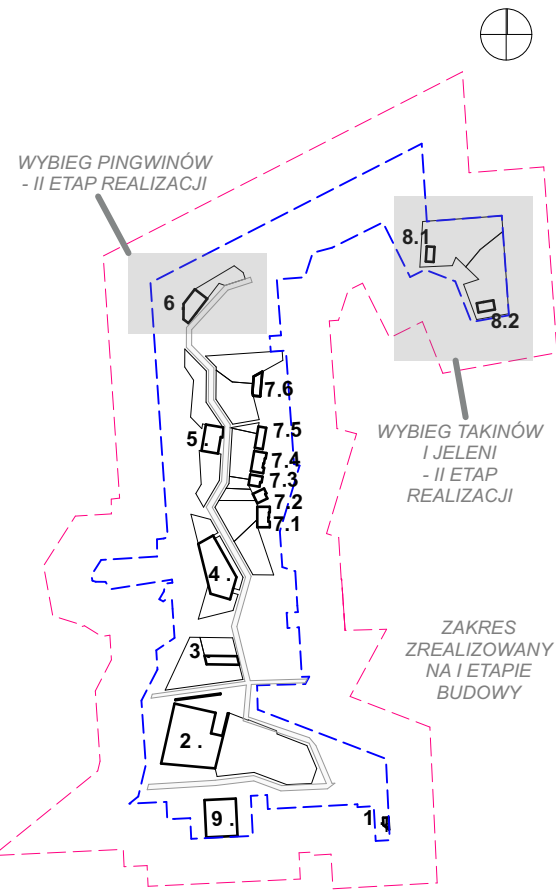 WYBIEG PINGWINÓW
- II ETAP REALIZACJI
8.1
6
8.2
7.6
WYBIEG TAKINÓW
I JELENI
- II ETAP
REALIZACJI
5 .
7.5
7.4
7.3
7.2
7.1
4 .
ZAKRES
ZREALIZOWANY
NA I ETAPIE
BUDOWY
3
2 .
9 .
1